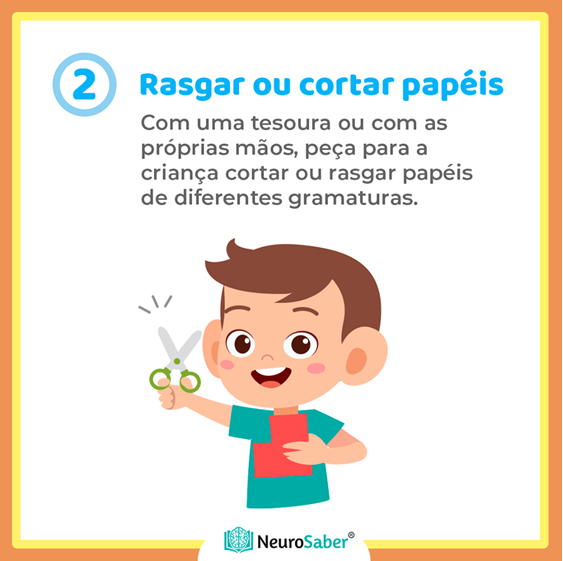 2
Rasgar ou cortar papéis
Com uma tesoura ou com as
próprias mãos, peça para a
criança cortar ou rasgar papéis
de diferentes gramaturas.
NeuroSaber®